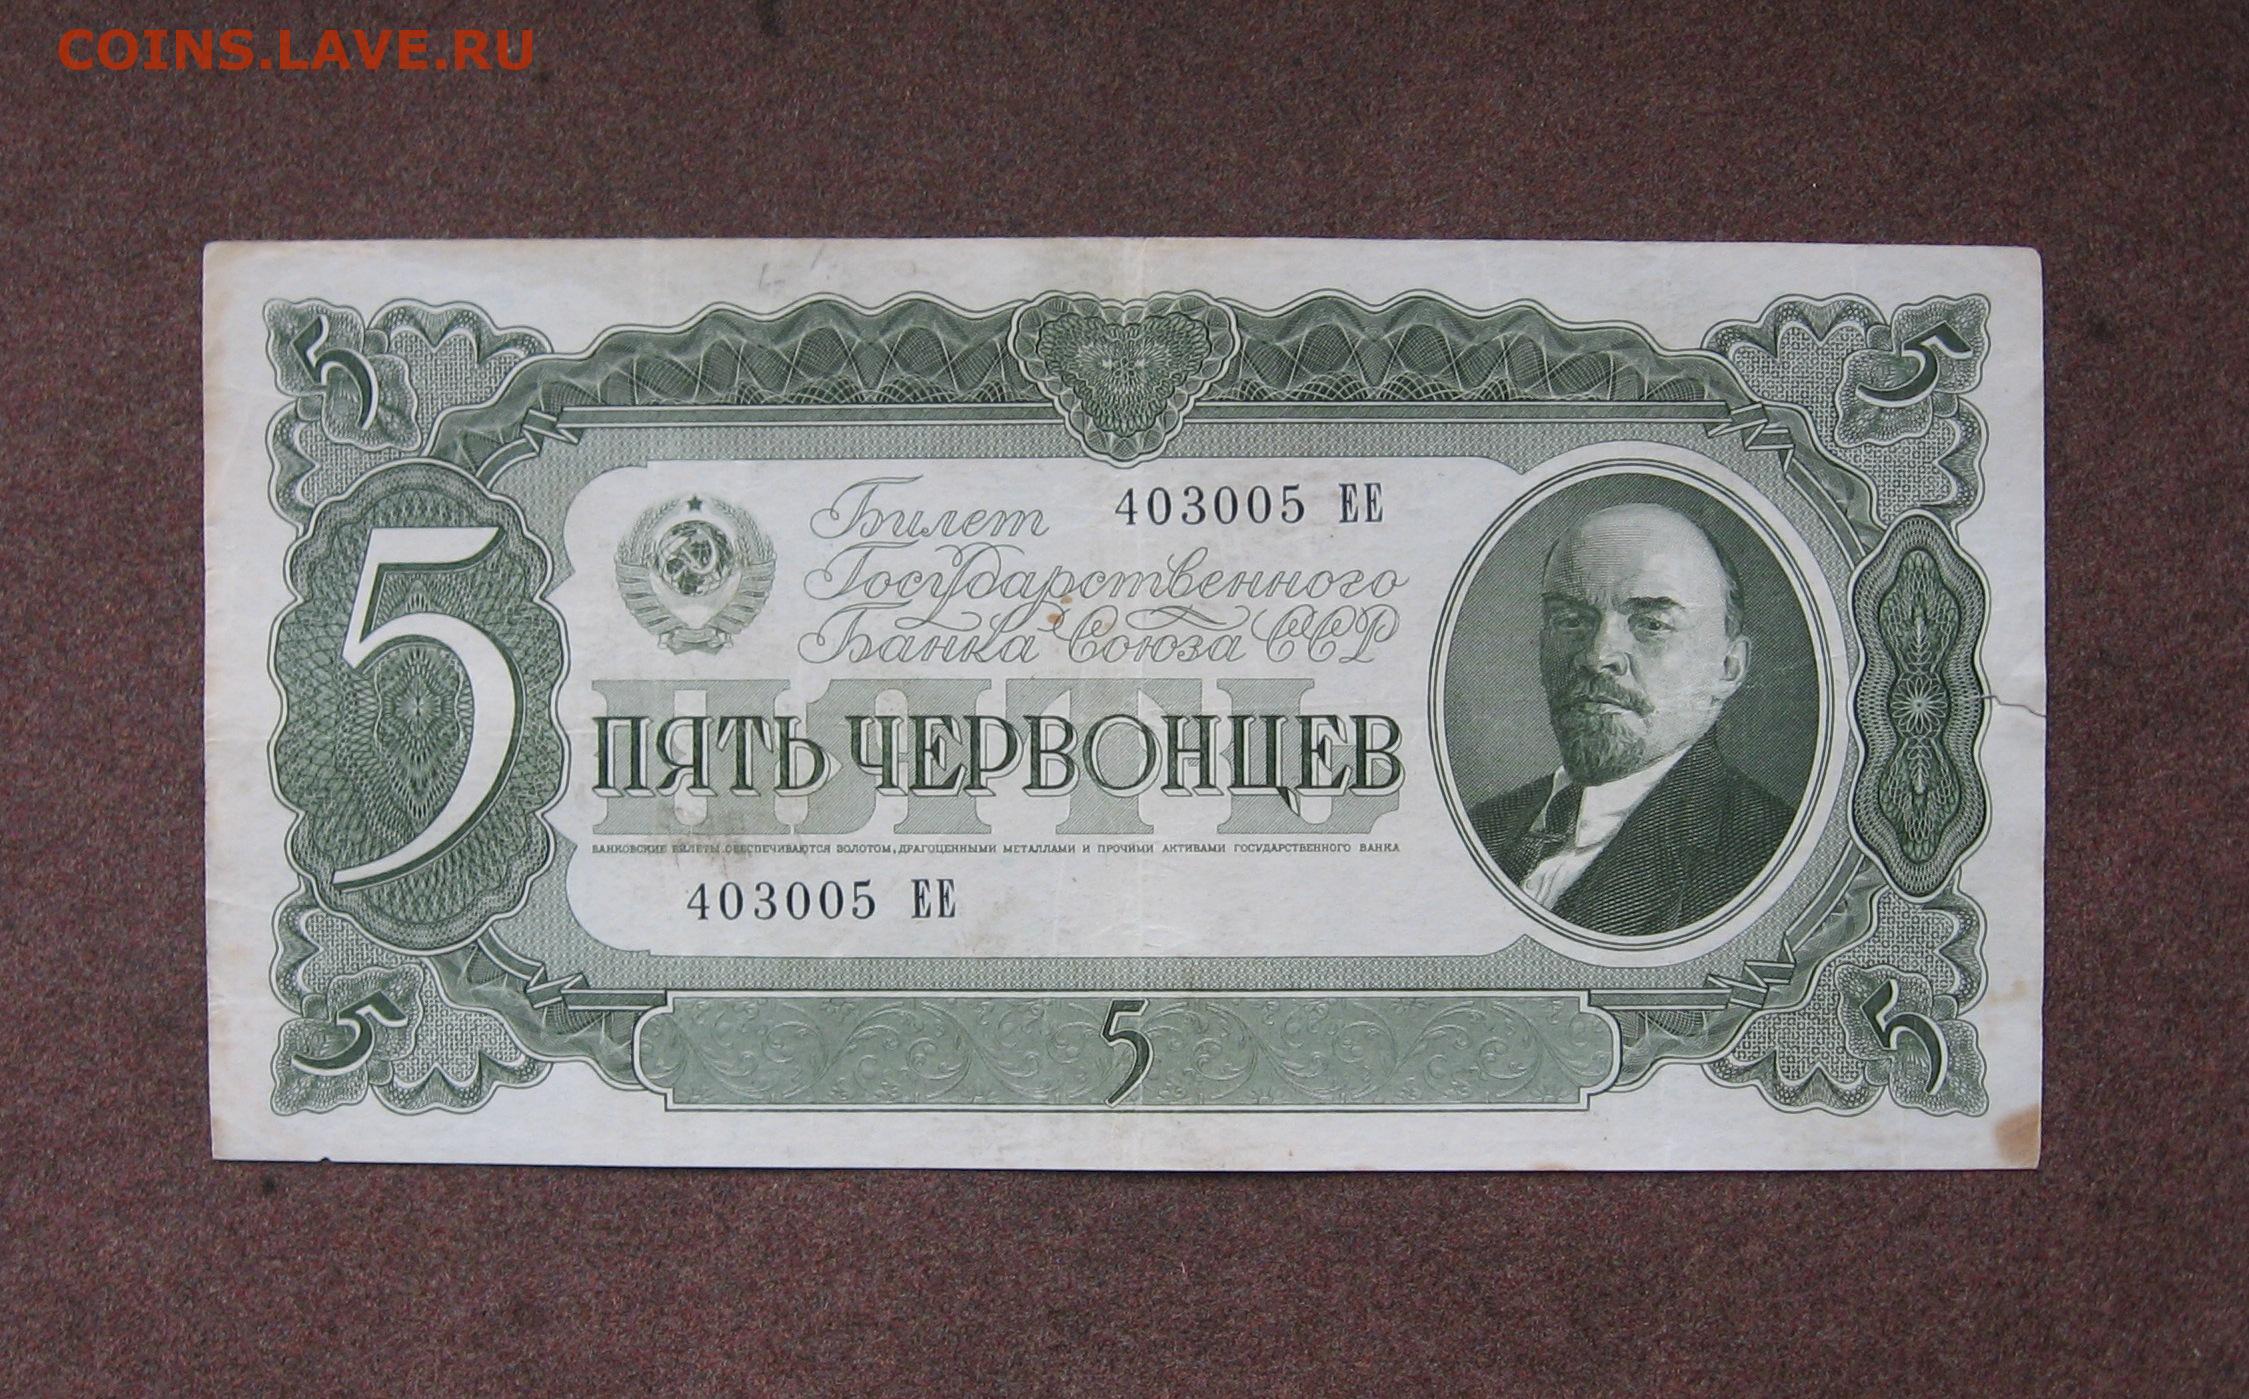 COINS.LAVE.RU
5 5
Билет 403005 ЕЕ
Государственного
Банка Союза ССР
5
ПЯТЬ
ПЯТЬ ЧЕРВОНЦЕВ
БАНКОВСКИЕ БИЛЕТЫ ОБЕСПЕЧИВАЮТСЯ ЗОЛОТОМ, ДРАГОЦЕННЫМИ МЕТАЛЛАМИ И ПРОЧИМИ АКТИВАМИ ГОСУДАРСТВЕННОГО БАНКА
403005 ЕЕ
5 5 5